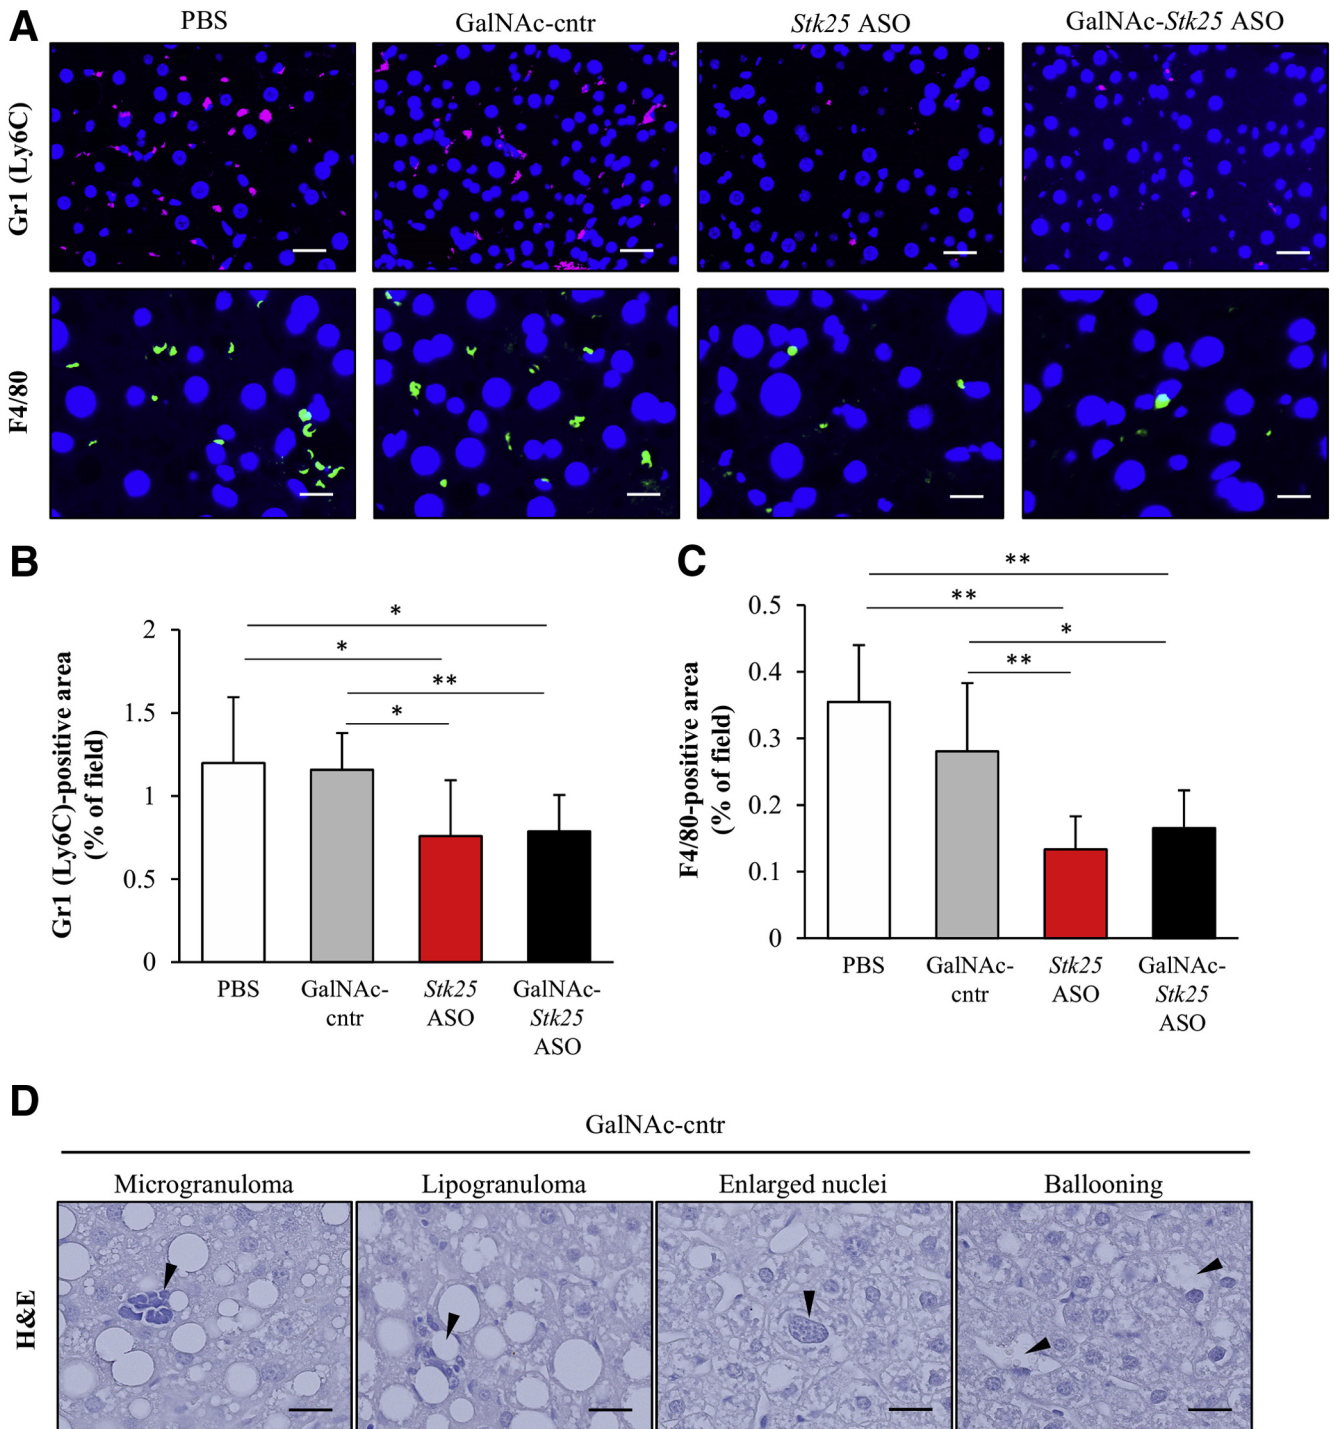 A
PBS
GalNAc-cntr
Stk25 ASO
GalNAc-Stk25 ASO
Gr1 (Ly6C)
F4/80
B
Gr1 (Ly6C)-positive area
(% of field)
2
1.5
1
0.5
0
*
*
**
*
PBS
GalNAc-
cntr
Stk25
ASO
GalNAc-
Stk25
ASO
C
F4/80-positive area
(% of field)
0.5
0.4
0.3
0.2
0.1
0
**
**
*
**
PBS
GalNAc-
cntr
Stk25
ASO
GalNAc-
Stk25
ASO
D
GalNAc-cntr
Microgranuloma
Lipogranuloma
Enlarged nuclei
Ballooning
H&E